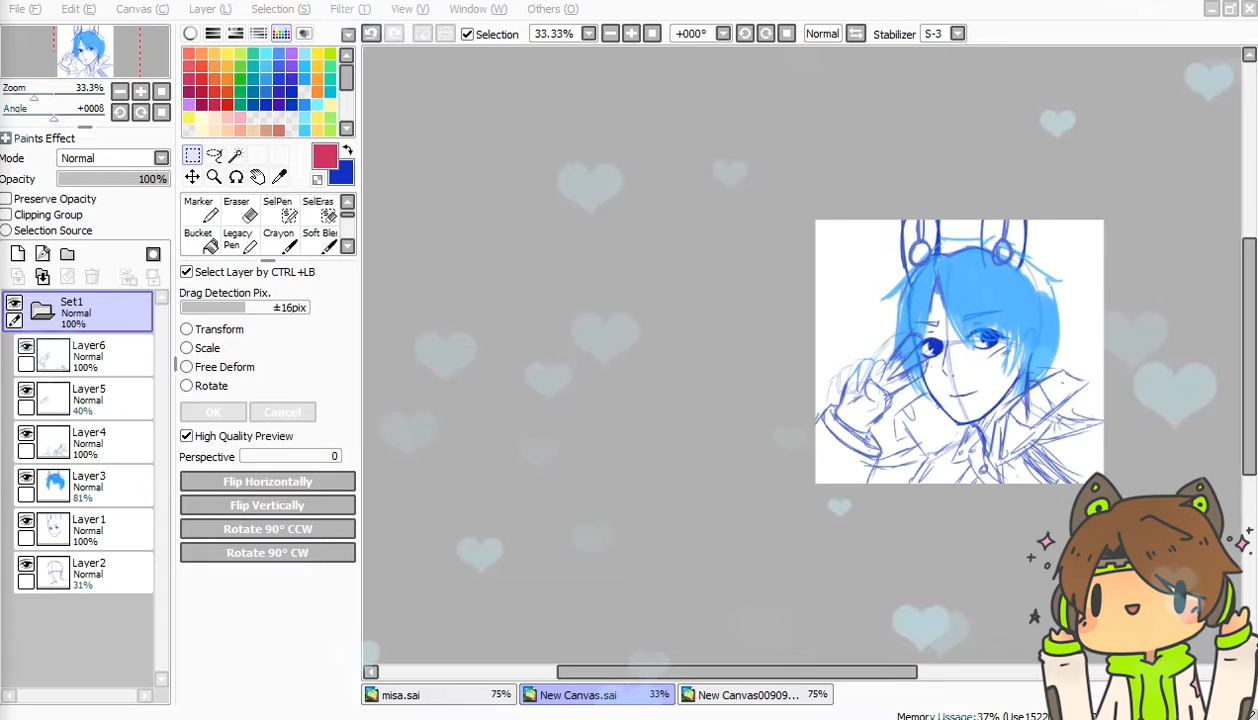 File (F) Edit (E) Canvas (C) Layer (L) Selection (S) Filter (T) View (V) Window (W) Others (O)
Selection 33.33% +000° Normal Stabilizer S-3
Zoom 33.3%
Angle +000θ
Paints Effect
Mode Normal
Opacity 100%
Preserve Opacity
Clipping Group
Selection Source
Set1
Normal
100%
Layer6
Normal
100%
Layer5
Normal
40%
Layer4
Normal
100%
Layer3
Normal
81%
Layer1
Normal
100%
Layer2
Normal
31%
Marker Eraser SelPen SelEras
Bucket Legacy Pen Crayon Soft Ble
Select Layer by CTRL+LB
Drag Detection Pix.
±16pix
Transform
Scale
Free Deform
Rotate
OK Cancel
High Quality Preview
Perspective 0
Flip Horizontally
Flip Vertically
Rotate 90° CCW
Rotate 90° CW
misa.sai 75% New Canvas.sai 33% New Canvas00909... 75%
Memory Ussage: 37% (Use1522